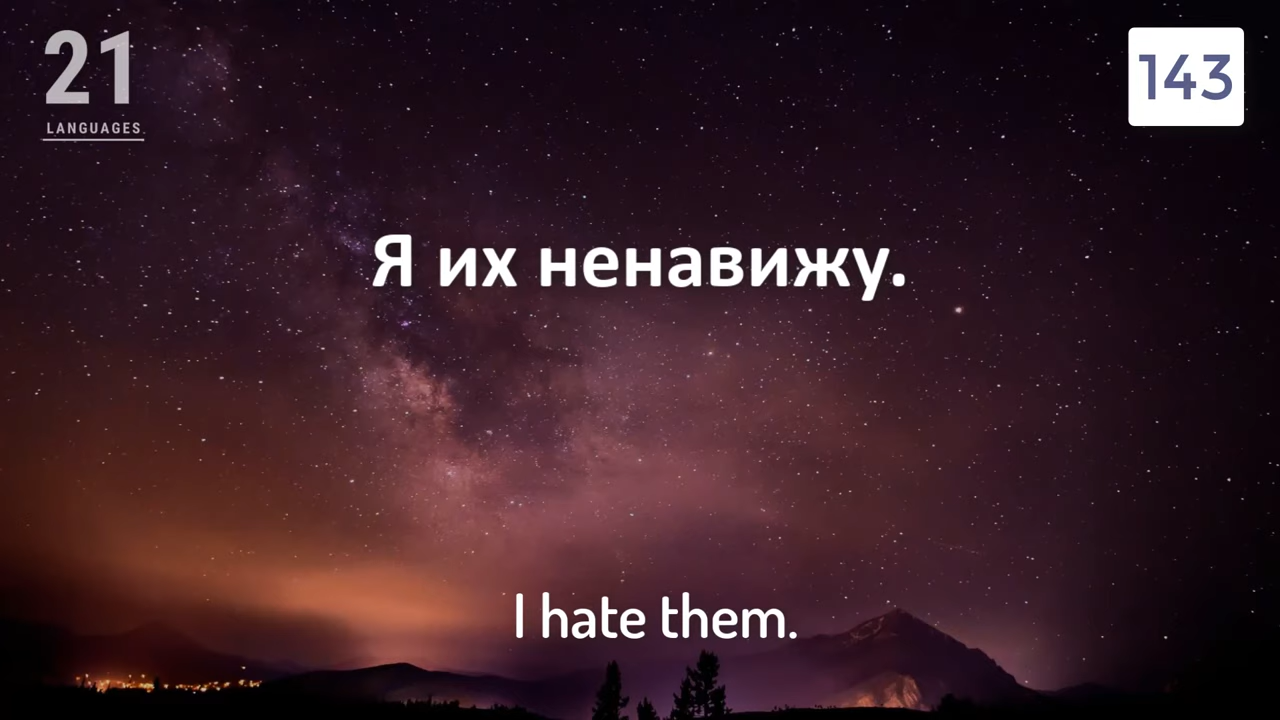 21
LANGUAGES
143
Я их ненавижу.
I hate them.